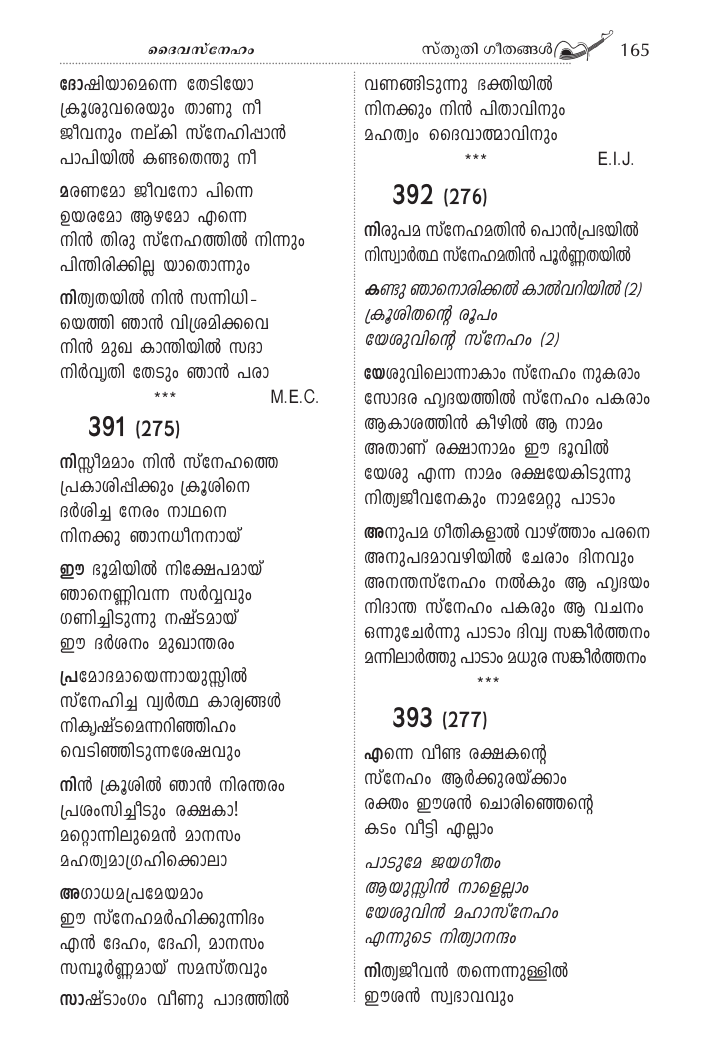 ദൈവസ്നേഹം
സ്തുതി ഗീതങ്ങൾ
165
ദോഷിയാമെന്നെ തേടിയോ
ക്രൂശുവരെയും താണു നീ
ജീവനും നല്കി സ്നേഹിപ്പാൻ
പാപിയിൽ കണ്ടതെന്തു നീ
മരണമോ ജീവനോ പിന്നെ
ഉയരമോ ആഴമോ എന്നെ
നിൻ തിരു സ്നേഹത്തിൽ നിന്നും
പിന്തിരിക്കില്ല യാതൊന്നും
നിത്യതയിൽ നിൻ സന്നിധി-
യെത്തി ഞാൻ വിശ്രമിക്കവെ
നിൻ മുഖ കാന്തിയിൽ സദാ
നിർവൃതി തേടും ഞാൻ പരാ
***
M.E.C.
391 (275)
നിസ്സീമമാം നിൻ സ്നേഹത്തെ
പ്രകാശിപ്പിക്കും ക്രൂശിനെ
ദർശിച്ച നേരം നാഥനെ
നിനക്കു ഞാനധീനനായ്
ഈ ഭൂമിയിൽ നിക്ഷേപമായ്
ഞാനെണ്ണിവന്ന സർവ്വവും
ഗണിച്ചിടുന്നു നഷ്ടമായ്
ഈ ദർശനം മുഖാന്തരം
പ്രമോദമായെന്നായുസ്സിൽ
സ്നേഹിച്ച വ്യർത്ഥ കാര്യങ്ങൾ
നികൃഷ്ടമെന്നറിഞ്ഞിഹം
വെടിഞ്ഞിടുന്നശേഷവും
നിൻ ക്രൂശിൽ ഞാൻ നിരന്തരം
പ്രശംസിച്ചീടും രക്ഷകാ!
മറ്റൊന്നിലുമെൻ മാനസം
മഹത്വമാഗ്രഹിക്കൊലാ
അഗാധമപ്രമേയമാം
ഈ സ്നേഹമർഹിക്കുന്നിദം
എൻ ദേഹം, ദേഹി, മാനസം
സമ്പൂർണ്ണമായ് സമസ്തവും
സാഷ്ടാംഗം വീണു പാദത്തിൽ
വണങ്ങിടുന്നു ഭക്തിയിൽ
നിനക്കും നിൻ പിതാവിനും
മഹത്വം ദൈവാത്മാവിനും
***
E.I.J.
392 (276)
നിരുപമ സ്നേഹമതിൻ പൊൻപ്രഭയിൽ
നിസ്വാർത്ഥ സ്നേഹമതിൻ പൂർണ്ണതയിൽ
കണ്ടു ഞാനൊരിക്കൽ കാൽവറിയിൽ (2)
ക്രൂശിതന്റെ രൂപം
യേശുവിന്റെ സ്നേഹം (2)
യേശുവിലൊന്നാകാം സ്നേഹം നുകരാം
സോദര ഹൃദയത്തിൽ സ്നേഹം പകരാം
ആകാശത്തിൻ കീഴിൽ ആ നാമം
അതാണ് രക്ഷാനാമം ഈ ഭൂവിൽ
യേശു എന്ന നാമം രക്ഷയേകിടുന്നു
നിത്യജീവനേകും നാമമേറ്റു പാടാം
അനുപമ ഗീതികളാൽ വാഴ്ത്താം പരനെ
അനുപദമാവഴിയിൽ ചേരാം ദിനവും
അനന്തസ്നേഹം നൽകും ആ ഹൃദയം
നിദാന്ത സ്നേഹം പകരും ആ വചനം
ഒന്നുചേർന്നു പാടാം ദിവ്യ സങ്കീർത്തനം
മന്നിലാർത്തു പാടാം മധുര സങ്കീർത്തനം
***
393 (277)
എന്നെ വീണ്ട രക്ഷകന്റെ
സ്നേഹം ആർക്കുരയ്ക്കാം
രക്തം ഈശൻ ചൊരിഞ്ഞെന്റെ
കടം വീട്ടി എല്ലാം
പാടുമേ ജയഗീതം
ആയുസ്സിൻ നാളെല്ലാം
യേശുവിൻ മഹാസ്നേഹം
എന്നുടെ നിത്യാനന്ദം
നിത്യജീവൻ തന്നെന്നുള്ളിൽ
ഈശൻ സ്വഭാവവും